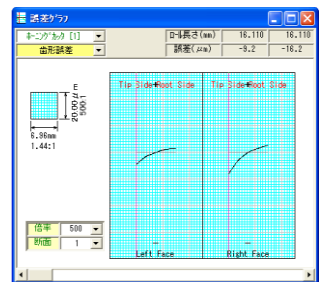 誤差グラフ
ホーニングホイール [1]
ロール長さ(mm) 16.110 16.110
歯形誤差
誤差(μm) -9.2 -16.2
Tip Side Root Side Tip Side Root Side
20.00μm
500:1
6.96mm
1.44:1
倍率 500
断面 1
Left Face Right Face